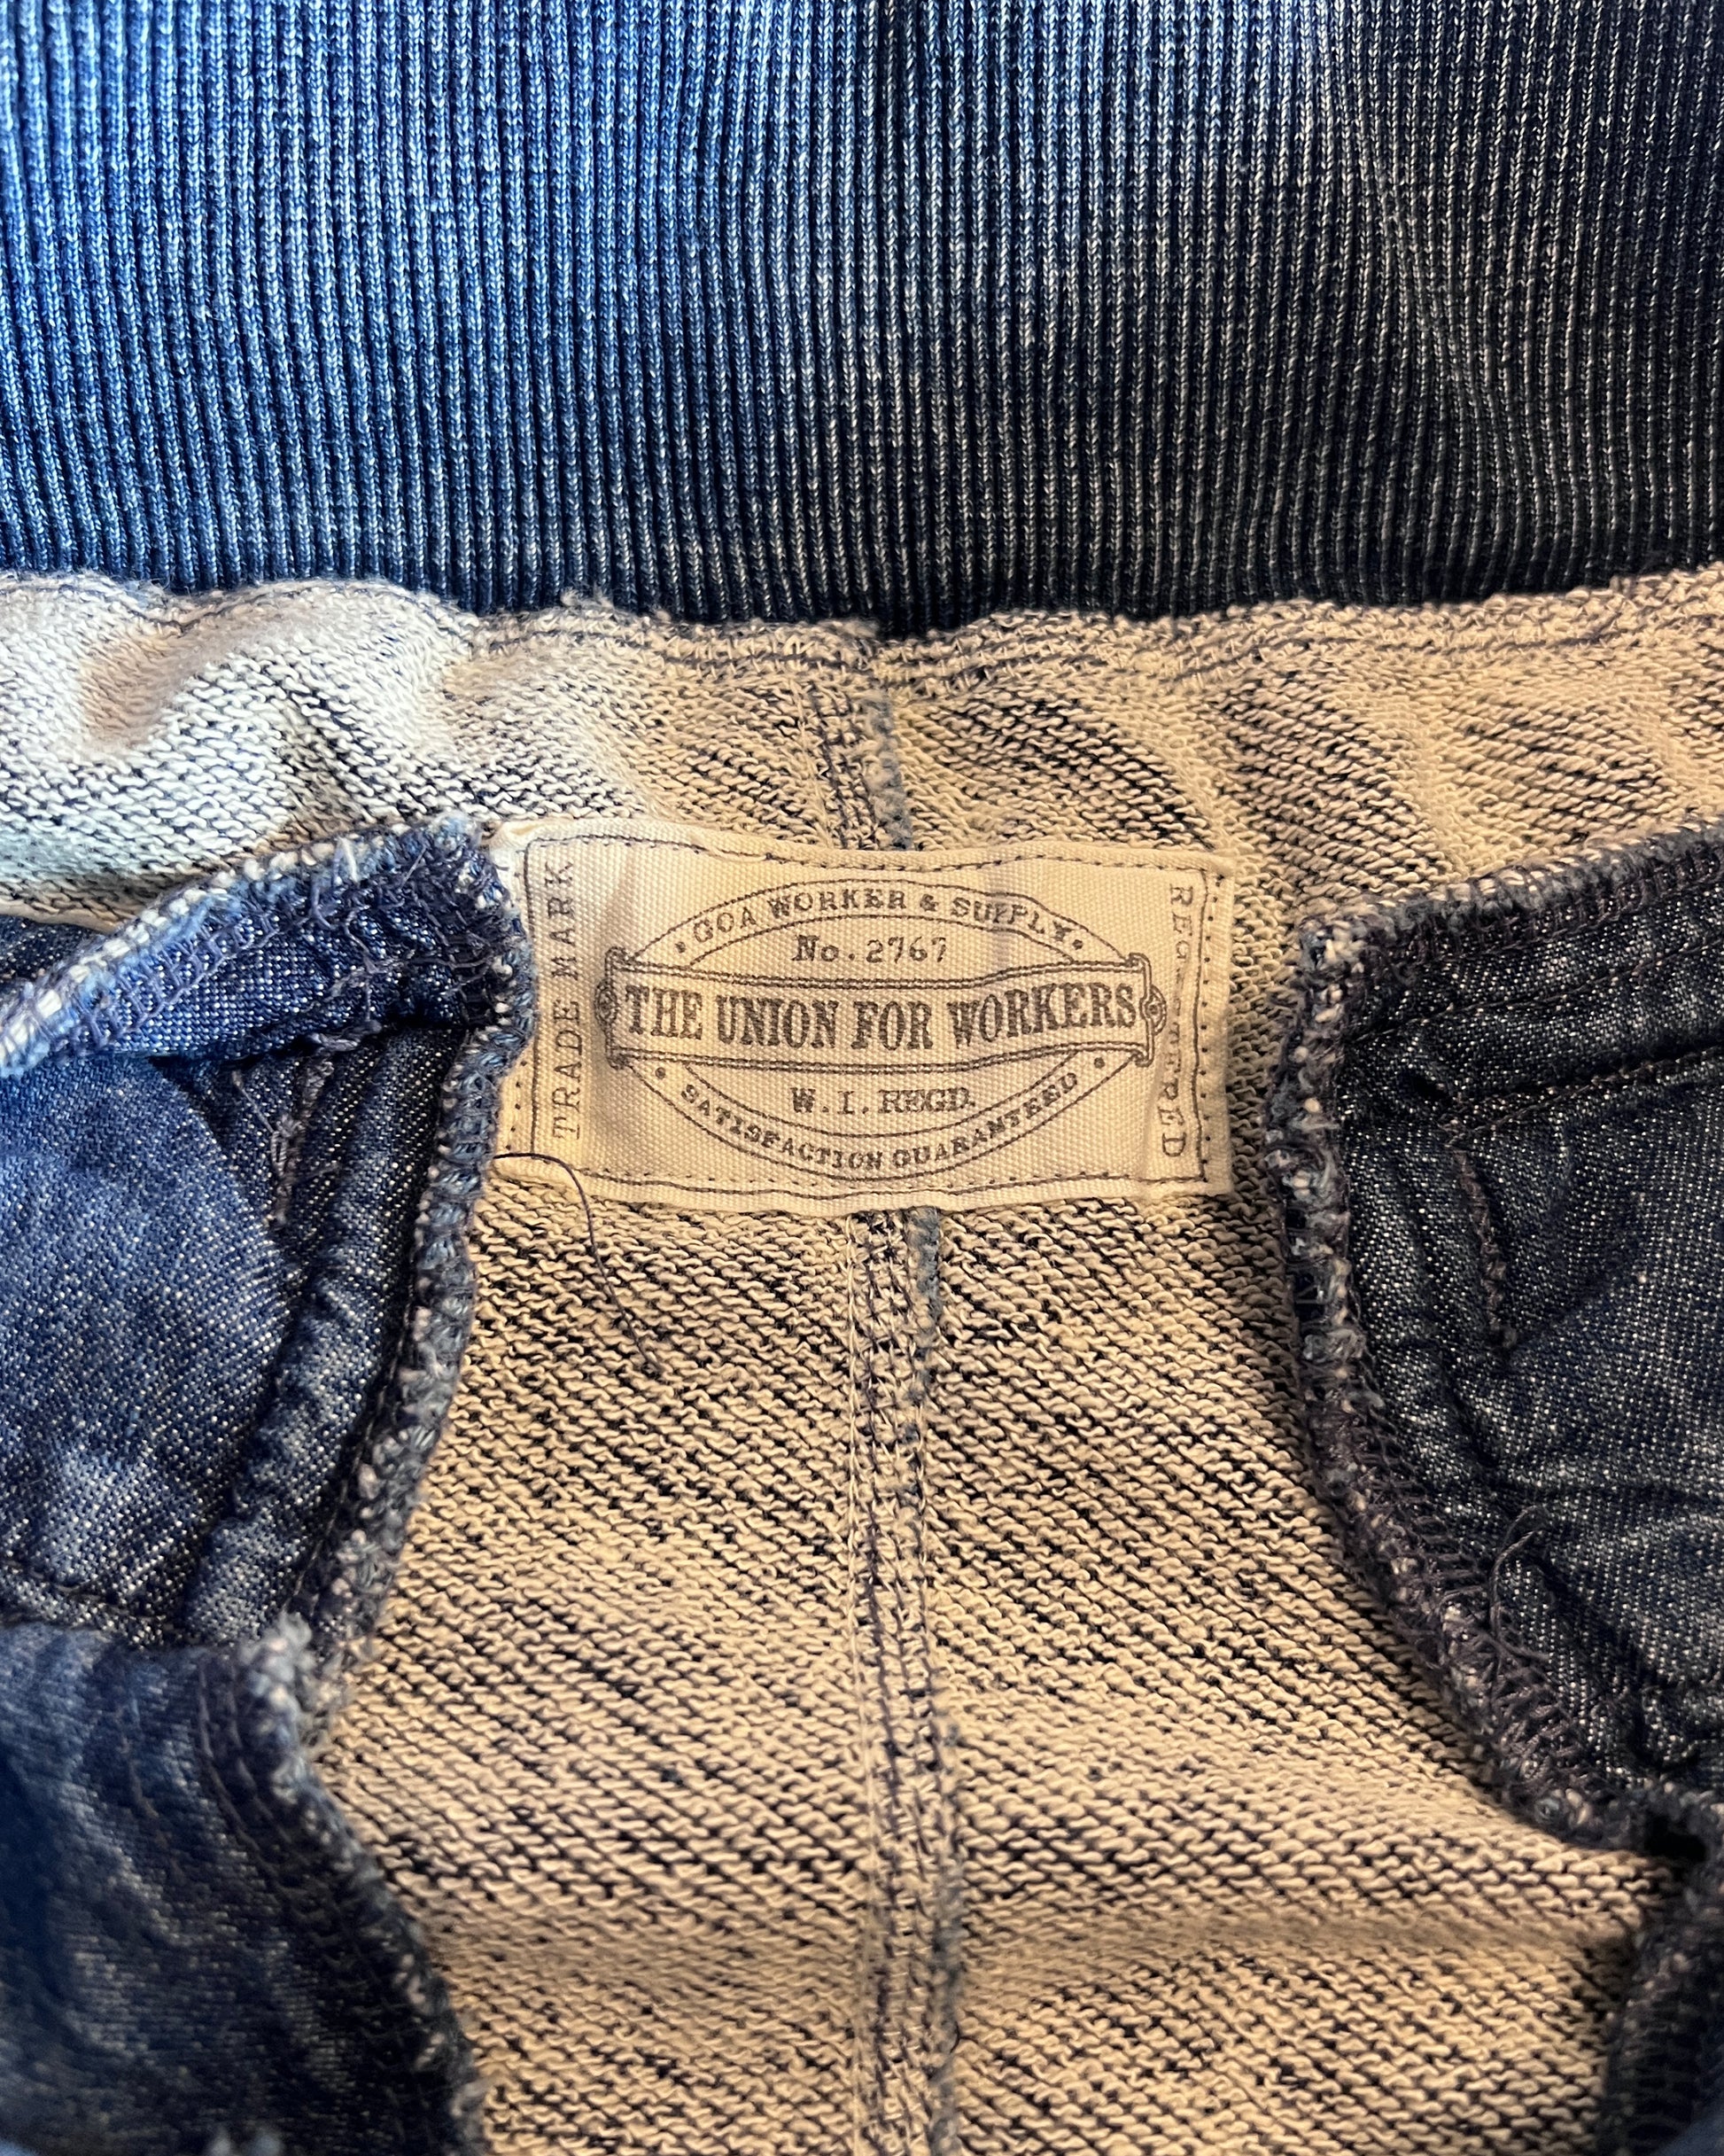 TRADE MARK
GOA WORKER & SUPPLY
No. 2767
THE UNION FOR WORKERS
W. I. REGD.
SATISFACTION GUARANTEED
REGISTERED